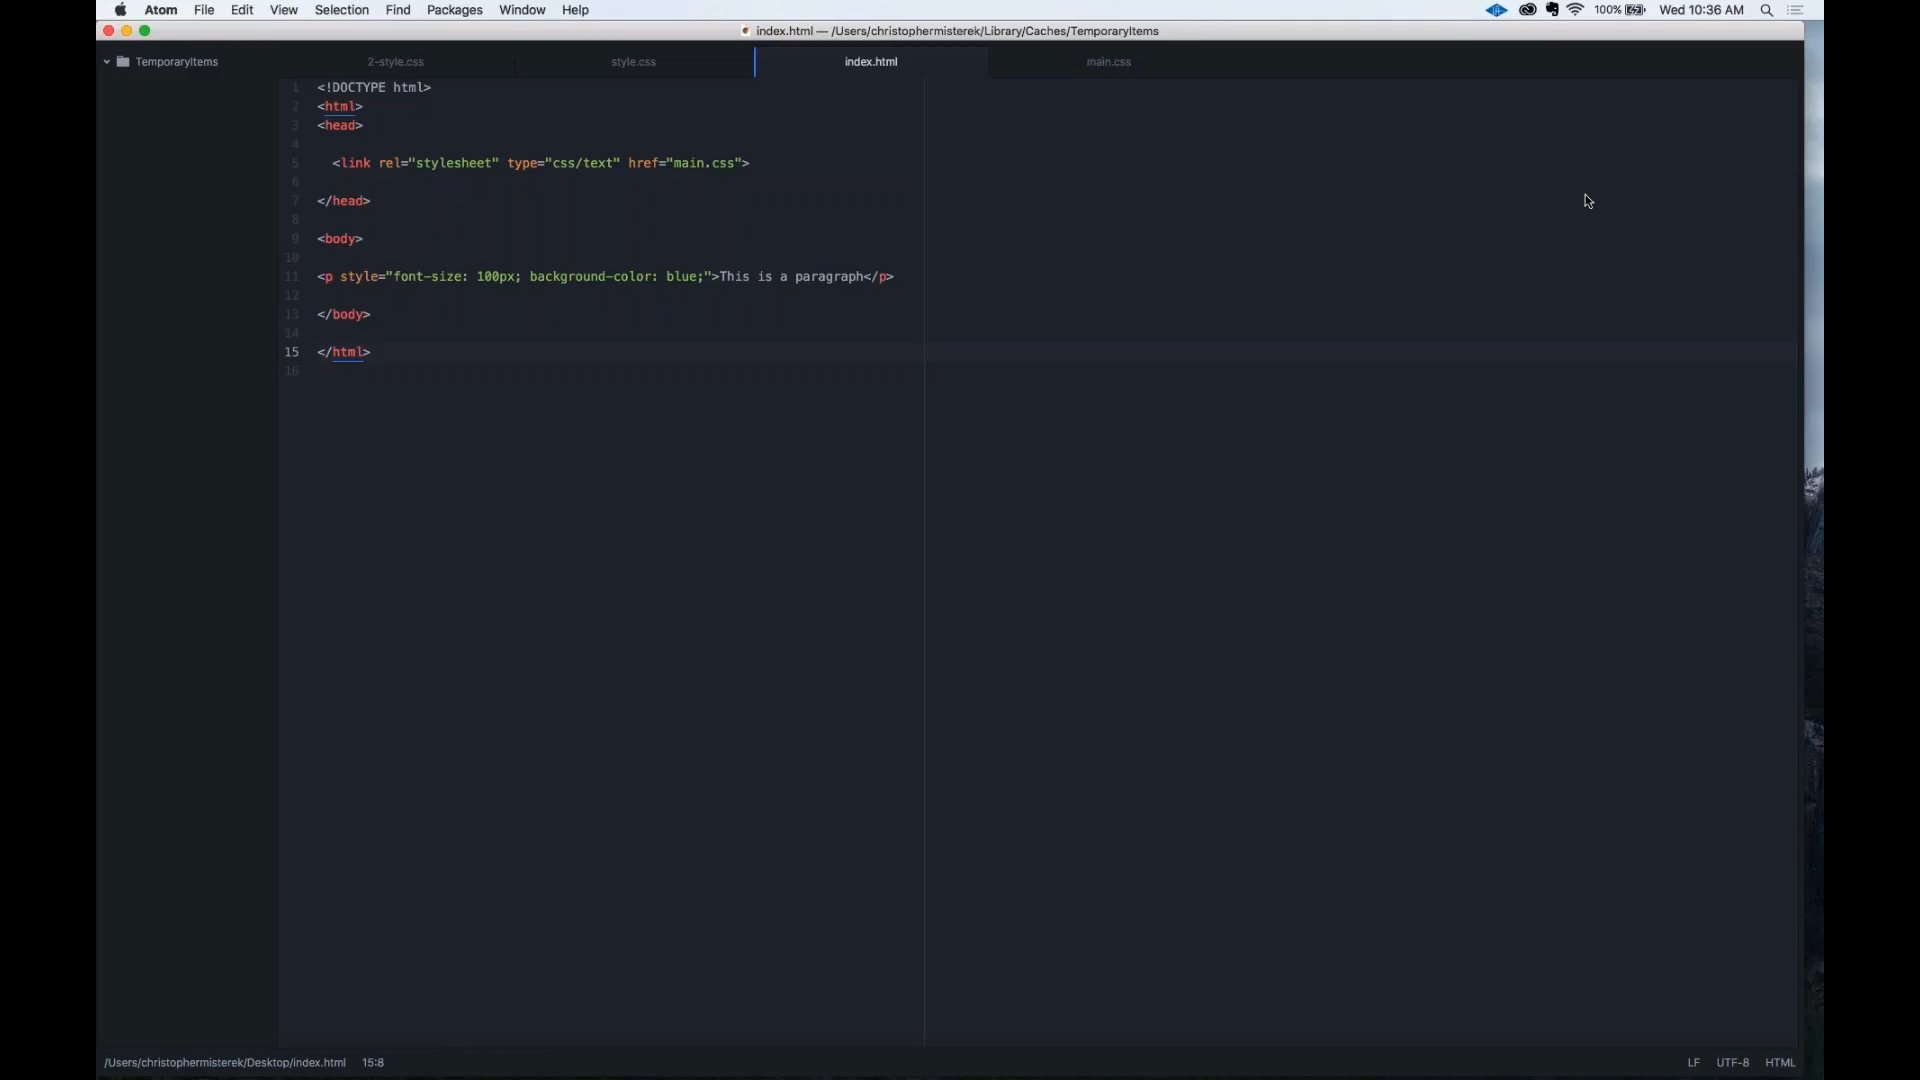 Atom File Edit View Selection Find Packages Window Help 100% Wed 10:36 AM
index.html — /Users/christophermisterek/Library/Caches/TemporaryItems
TemporaryItems 2-style.css style.css index.html main.css
1 <!DOCTYPE html>
2 <html>
3 <head>
4
5 <link rel="stylesheet" type="css/text" href="main.css">
6
7 </head>
8
9 <body>
10
11 <p style="font-size: 100px; background-color: blue;">This is a paragraph</p>
12
13 </body>
14
15 </html>
16
/Users/christophermisterek/Desktop/index.html 15:8 LF UTF-8 HTML